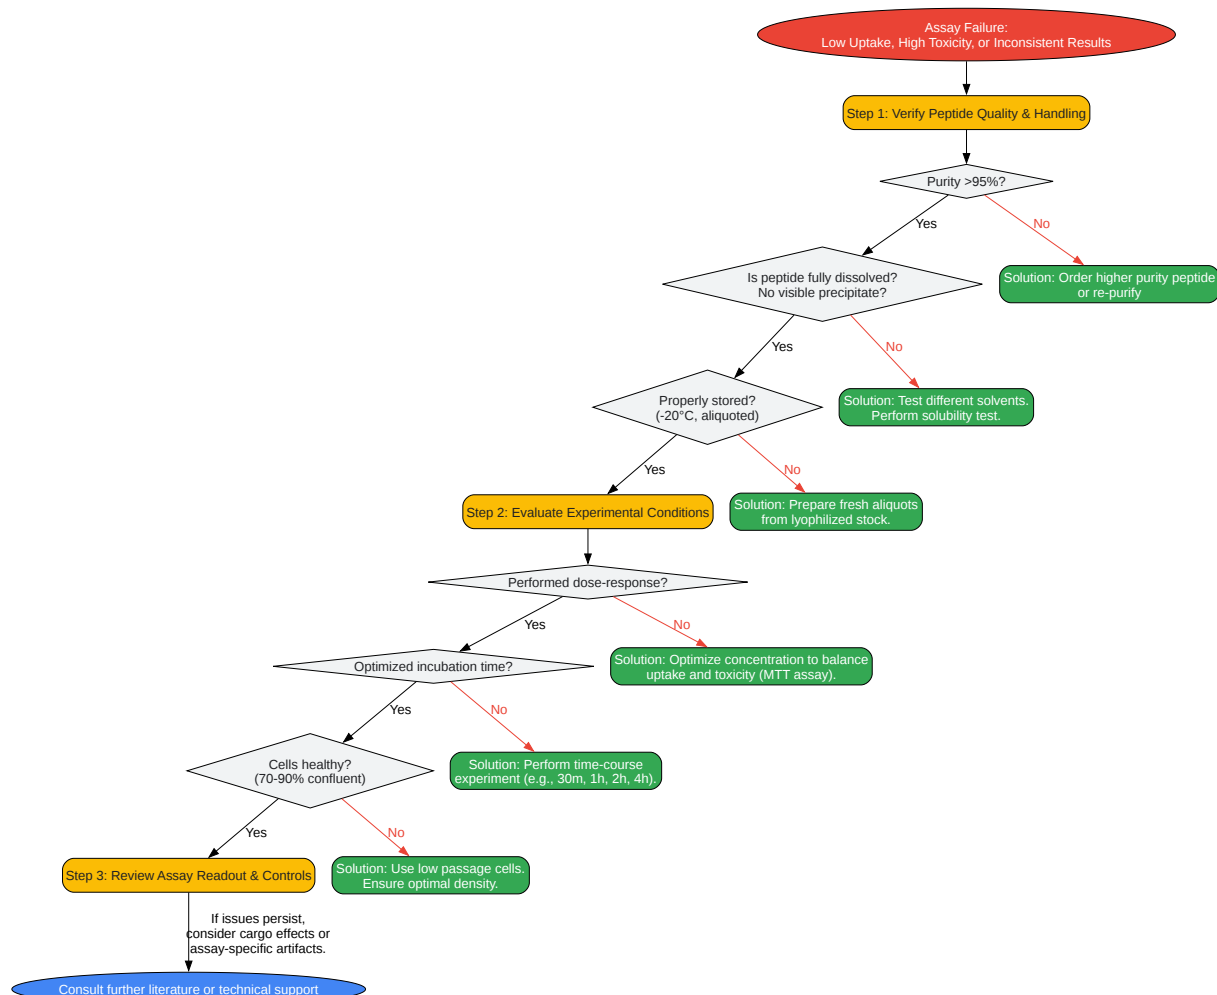 Assay Failure:
Low Uptake, High Toxicity, or Inconsistent Results
Step 1: Verify Peptide Quality & Handling
Purity >95%?
Yes
No
Is peptide fully dissolved?
No visible precipitate?
Solution: Order higher purity peptide
or re-purify
Yes
No
Properly stored?
(-20°C, aliquoted)
Solution: Test different solvents.
Perform solubility test.
Yes
No
Step 2: Evaluate Experimental Conditions
Solution: Prepare fresh aliquots
from lyophilized stock.
Performed dose-response?
Yes
No
Optimized incubation time?
Solution: Optimize concentration to balance
uptake and toxicity (MTT assay).
Yes
No
Cells healthy?
(70-90% confluent)
Solution: Perform time-course
experiment (e.g., 30m, 1h, 2h, 4h).
Yes
No
Step 3: Review Assay Readout & Controls
Solution: Use low passage cells.
Ensure optimal density.
If issues persist,
consider cargo effects or
assay-specific artifacts.
Consult further literature or technical support